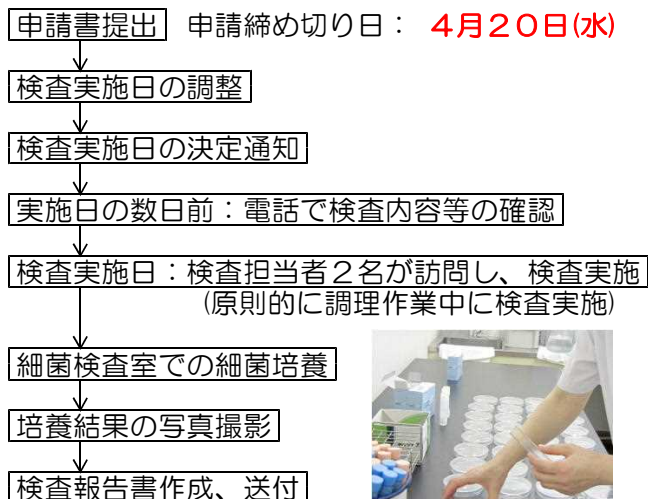 申請書提出 申請締め切り日： ４月２０日(水)
検査実施日の調整
検査実施日の決定通知
実施日の数日前：電話で検査内容等の確認
検査実施日：検査担当者２名が訪問し、検査実施
(原則的に調理作業中に検査実施)
細菌検査室での細菌培養
培養結果の写真撮影
検査報告書作成、送付